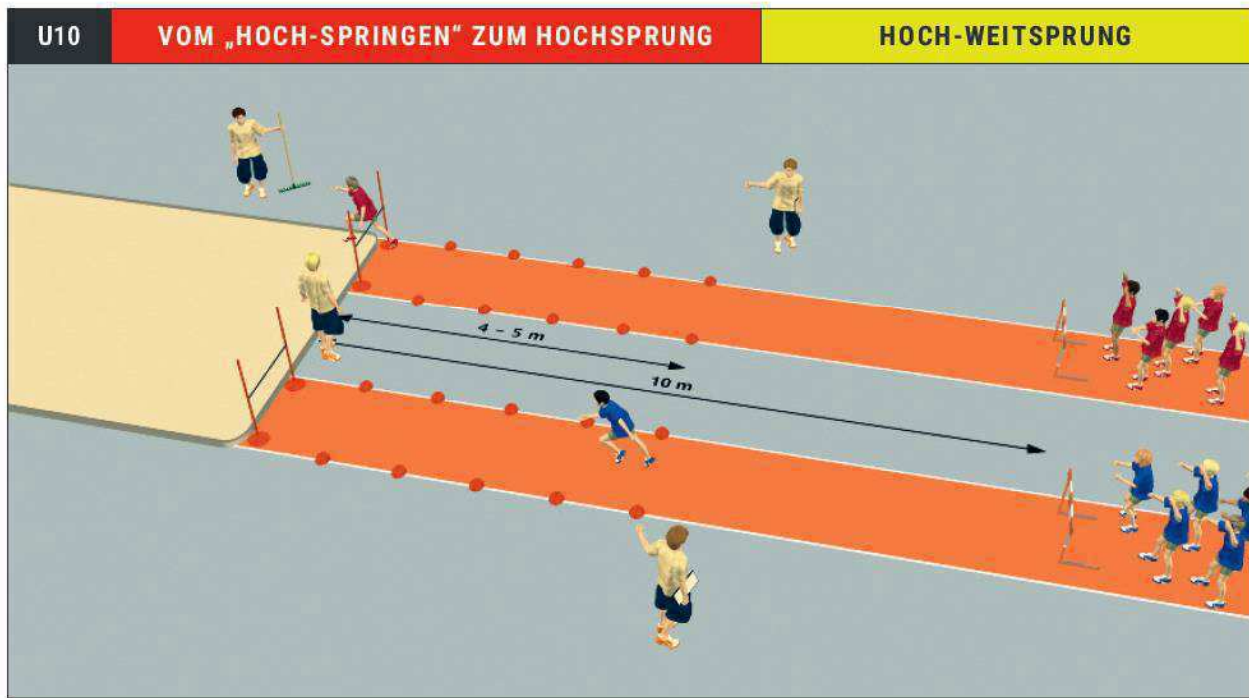 U10
VOM „HOCH-SPRINGEN“ ZUM HOCHSPRUNG
HOCH-WEITSPRUNG
4 – 5 m
10 m